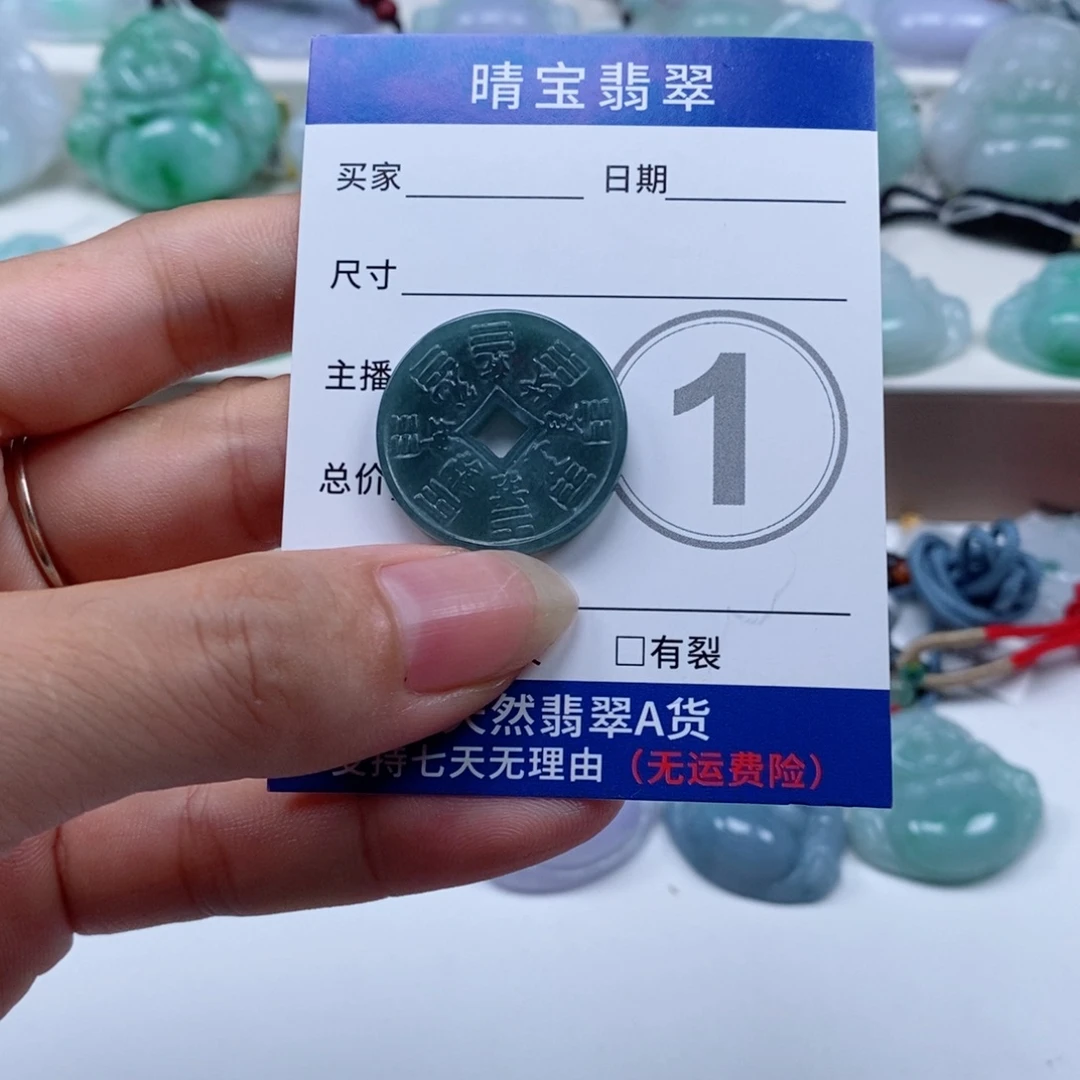 晴宝翡翠
买家 日期
尺寸
主播
1
总价
□有裂
天然翡翠A货
支持七天无理由（无运费险）